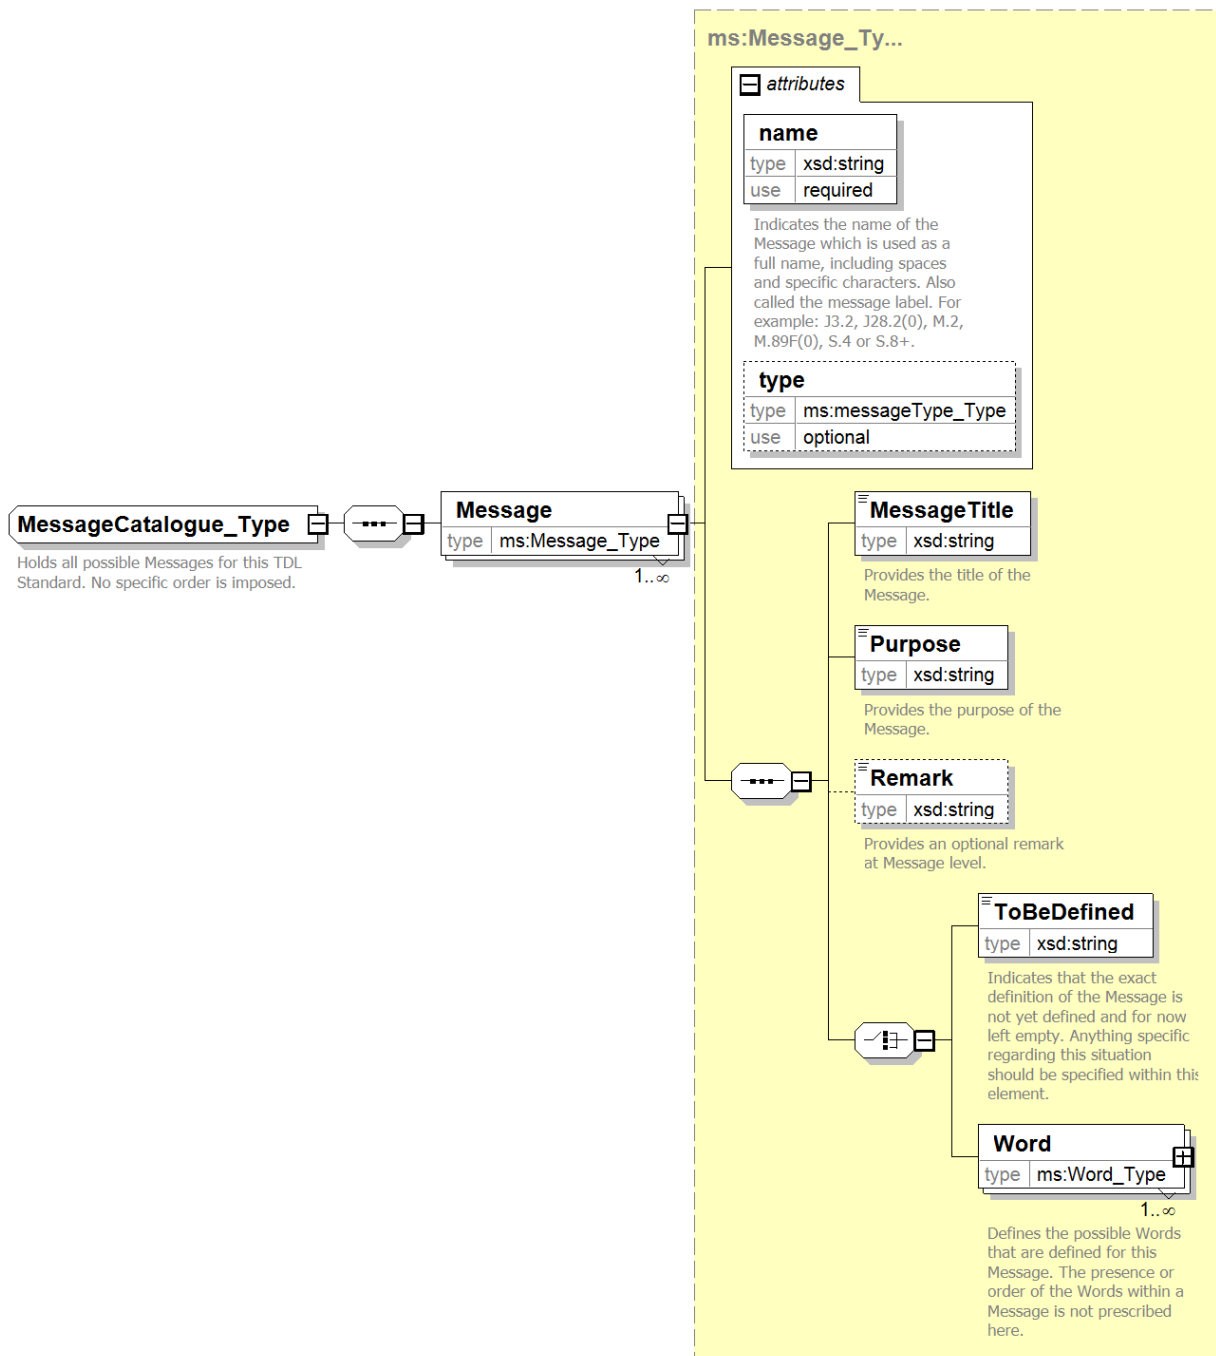 ms:Message_Ty...
attributes
name
type xsd:string
use required
Indicates the name of the
Message which is used as a
full name, including spaces
and specific characters. Also
called the message label. For
example: J3.2, J28.2(0), M.2,
M.89F(0), S.4 or S.8+.
type
type ms:messageType_Type
use optional
MessageCatalogue_Type
Holds all possible Messages for this TDL
Standard. No specific order is imposed.
Message
type ms:Message_Type
1..∞
MessageTitle
type xsd:string
Provides the title of the
Message.
Purpose
type xsd:string
Provides the purpose of the
Message.
Remark
type xsd:string
Provides an optional remark
at Message level.
ToBeDefined
type xsd:string
Indicates that the exact
definition of the Message is
not yet defined and for now
left empty. Anything specific
regarding this situation
should be specified within this
element.
Word
type ms:Word_Type
1..∞
Defines the possible Words
that are defined for this
Message. The presence or
order of the Words within a
Message is not prescribed
here.